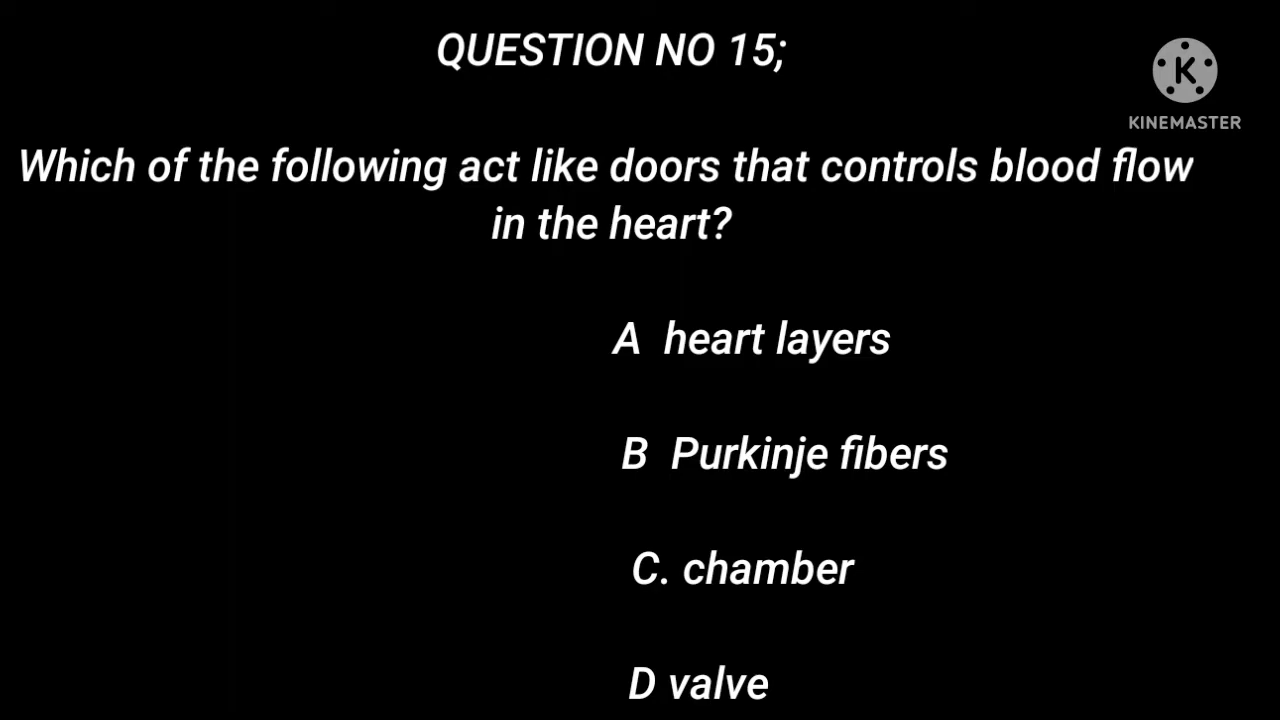 QUESTION NO 15;
KINEMASTER
Which of the following act like doors that controls blood flow
in the heart?
A heart layers
B Purkinje fibers
C. chamber
D valve